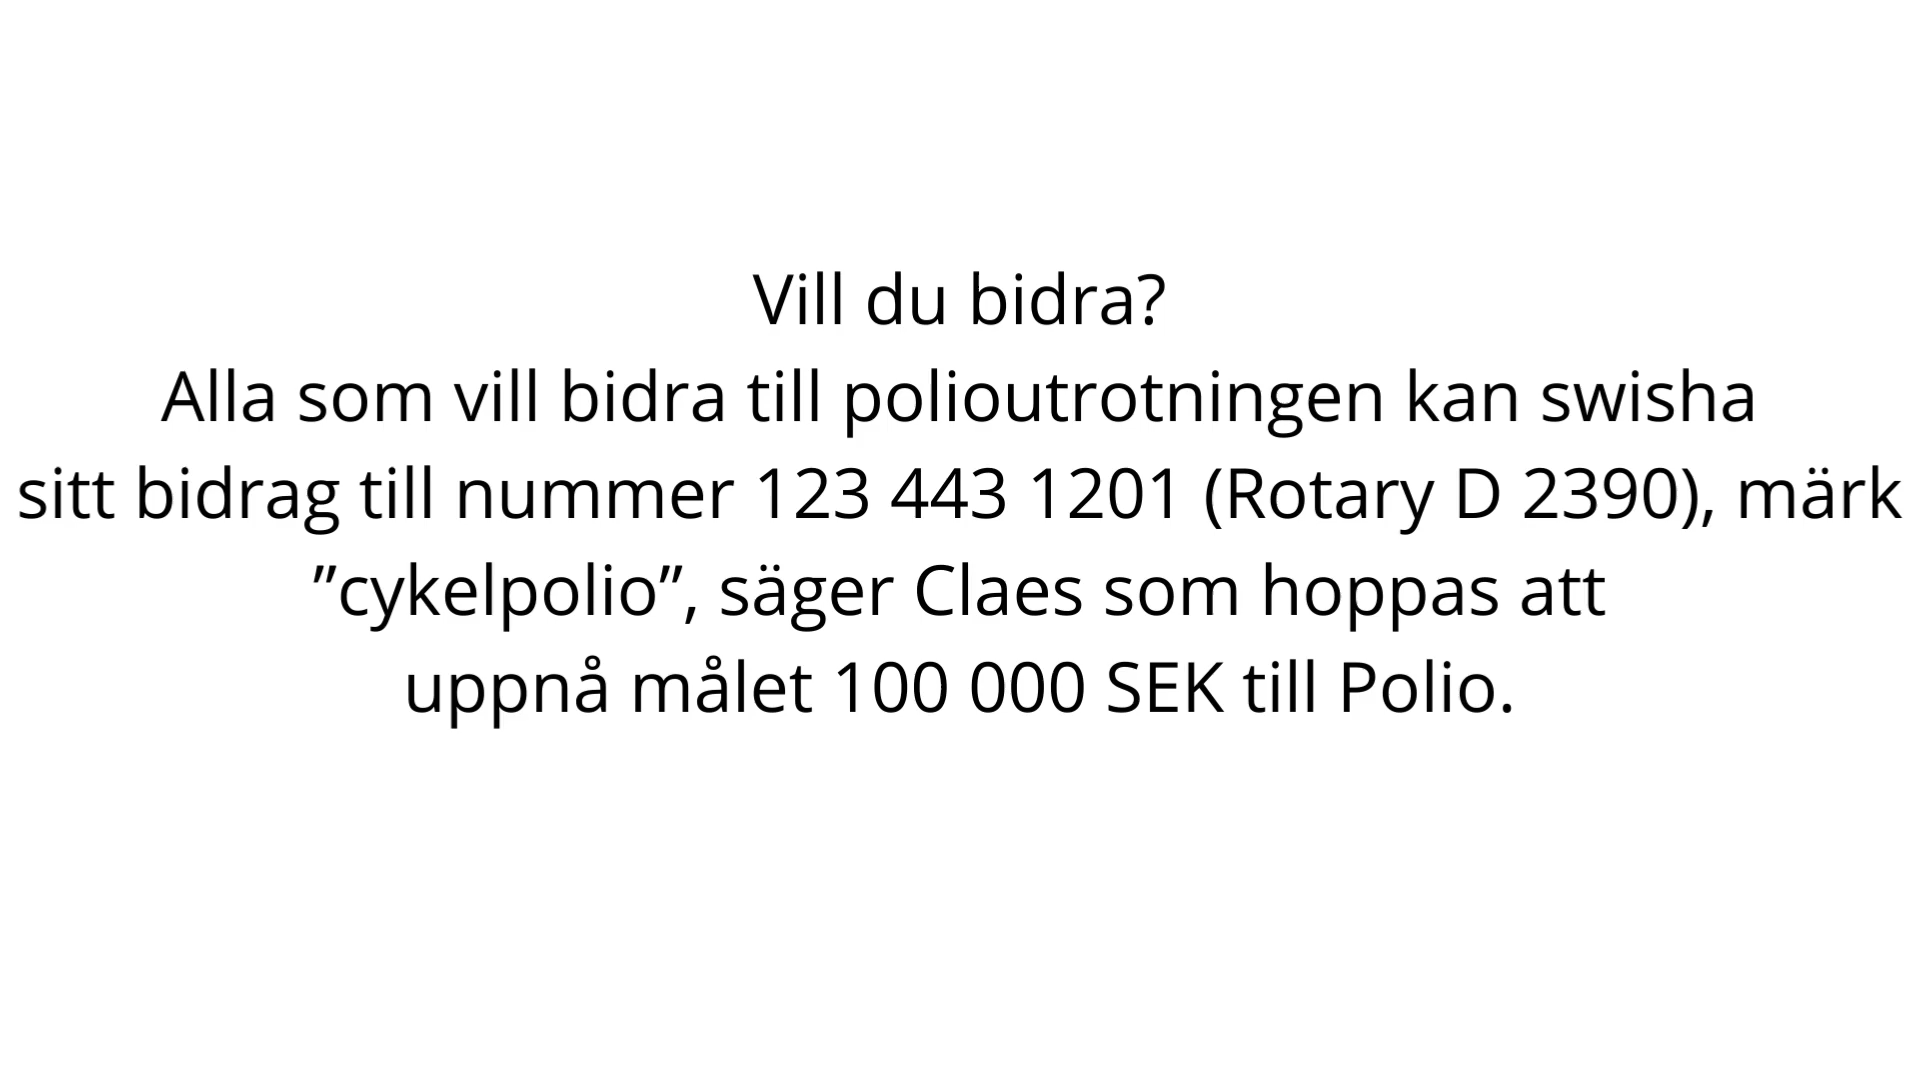 Vill du bidra?
Alla som vill bidra till polioutrotningen kan swisha
sitt bidrag till nummer 123 443 1201 (Rotary D 2390), märk
”cykelpolio”, säger Claes som hoppas att
uppnå målet 100 000 SEK till Polio.